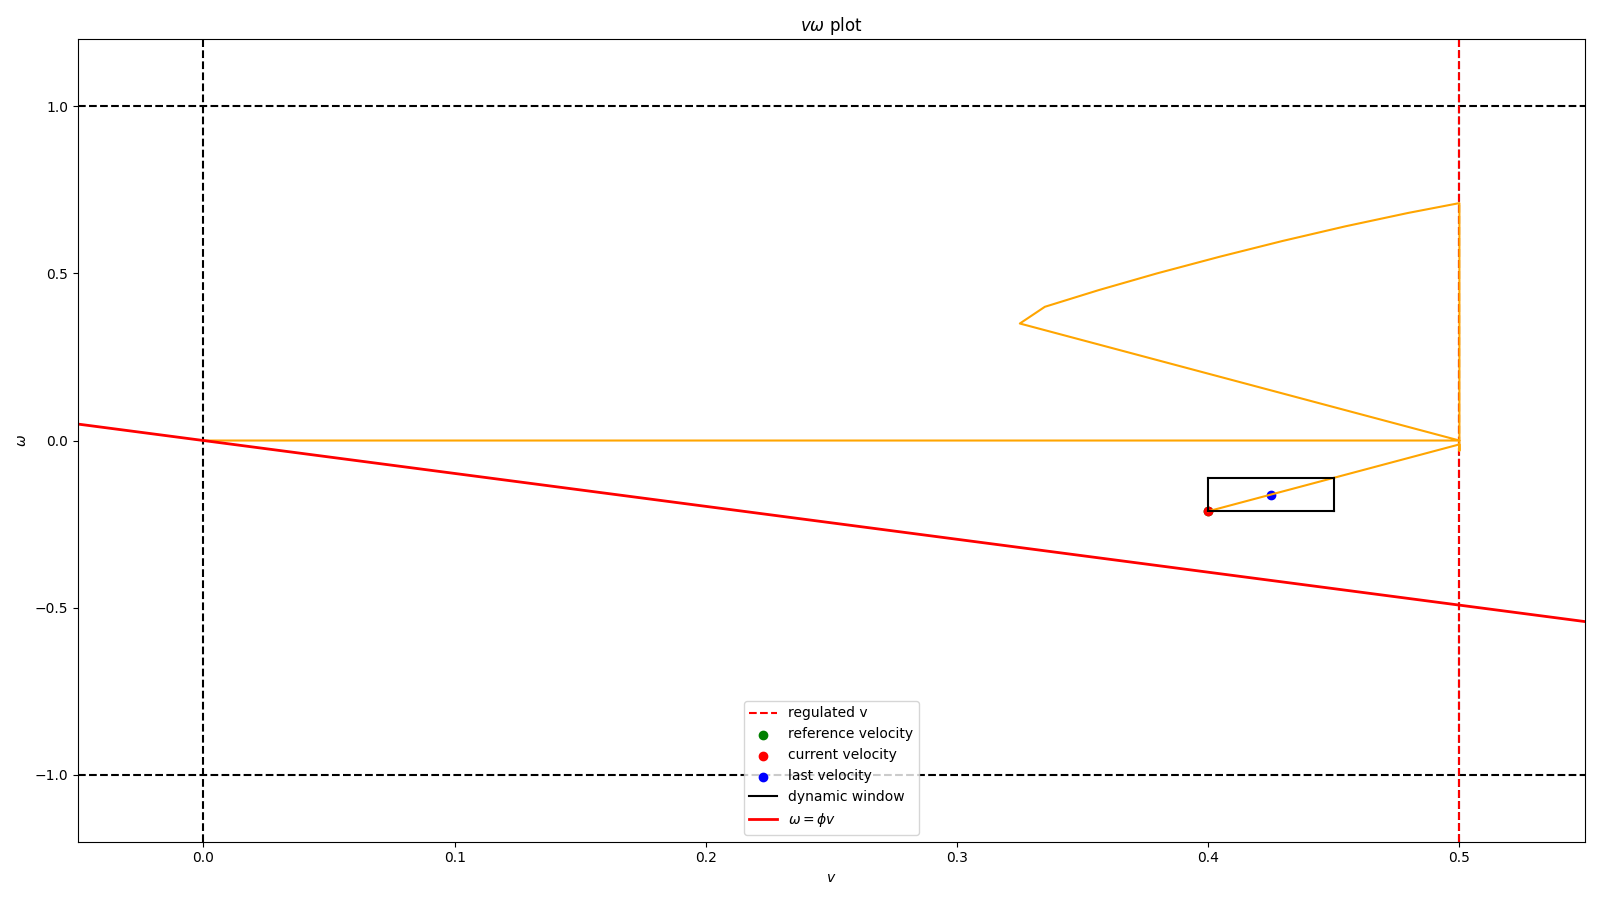 vω plot
ω
1.0
0.5
0.0
−0.5
−1.0
regulated v
reference velocity
current velocity
last velocity
dynamic window
ω = ϕv
0.0 0.1 0.2 0.3 0.4 0.5
v